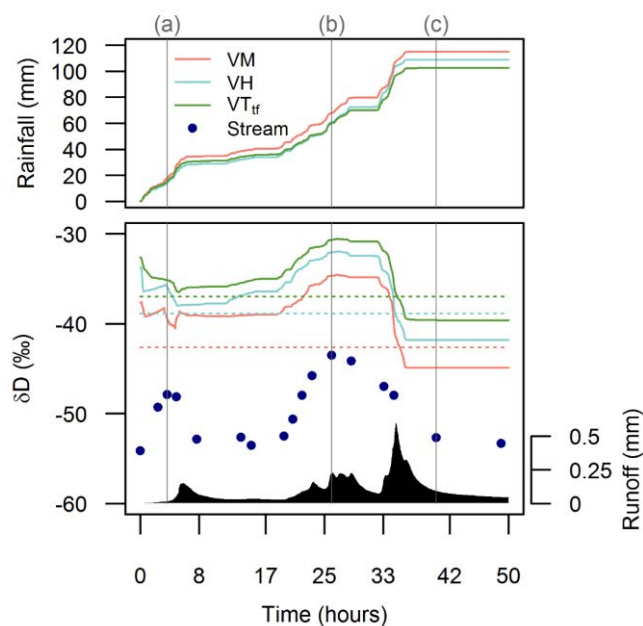 (a) (b) (c)
120
100
80
60
40
20
0
Rainfall (mm)
VM
VH
VTtf
Stream
-30
-40
-50
-60
δD (‰)
0.5
0.25
0
Runoff (mm)
0 8 17 25 33 42 50
Time (hours)